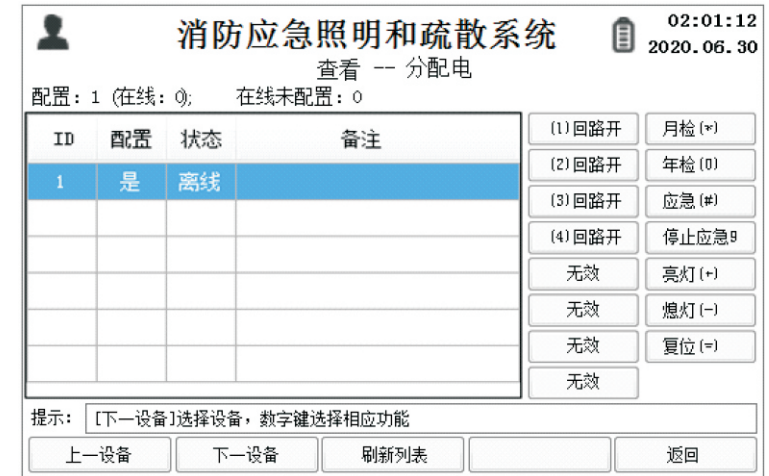 消防应急照明和疏散系统
02:01:12
2020.06.30
查看 -- 分配电
配置: 1 (在线: 0); 在线未配置: 0
ID 配置 状态 备注
1 是 离线
(1)回路开 月检(*)
(2)回路开 年检(0)
(3)回路开 应急(#)
(4)回路开 停止应急9
无效 亮灯(+)
无效 熄灯(-)
无效 复位(=)
无效
提示: [下一设备]选择设备，数字键选择相应功能
上一设备 下一设备 刷新列表 返回